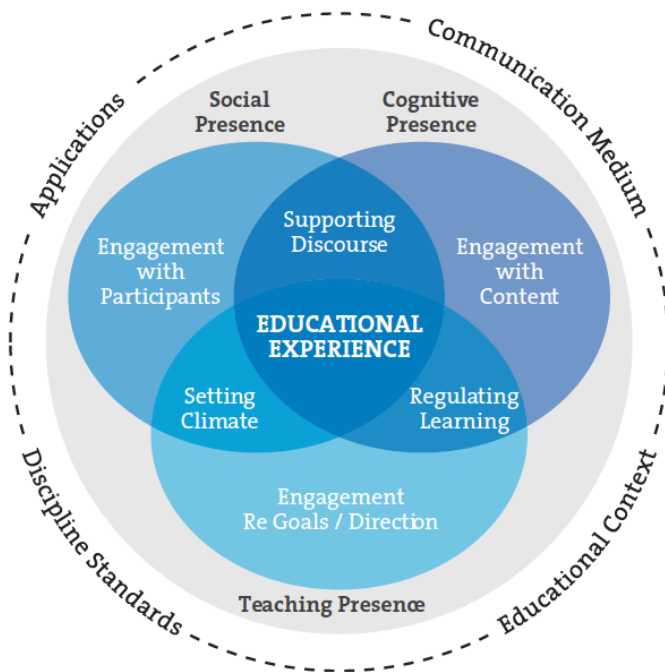 Communication Medium
Applications
Social
Presence
Cognitive
Presence
Supporting
Discourse
Engagement
with
Participants
Engagement
with
Content
EDUCATIONAL
EXPERIENCE
Setting
Climate
Regulating
Learning
Engagement
Re Goals / Direction
Teaching Presence
Discipline Standards
Educational Context